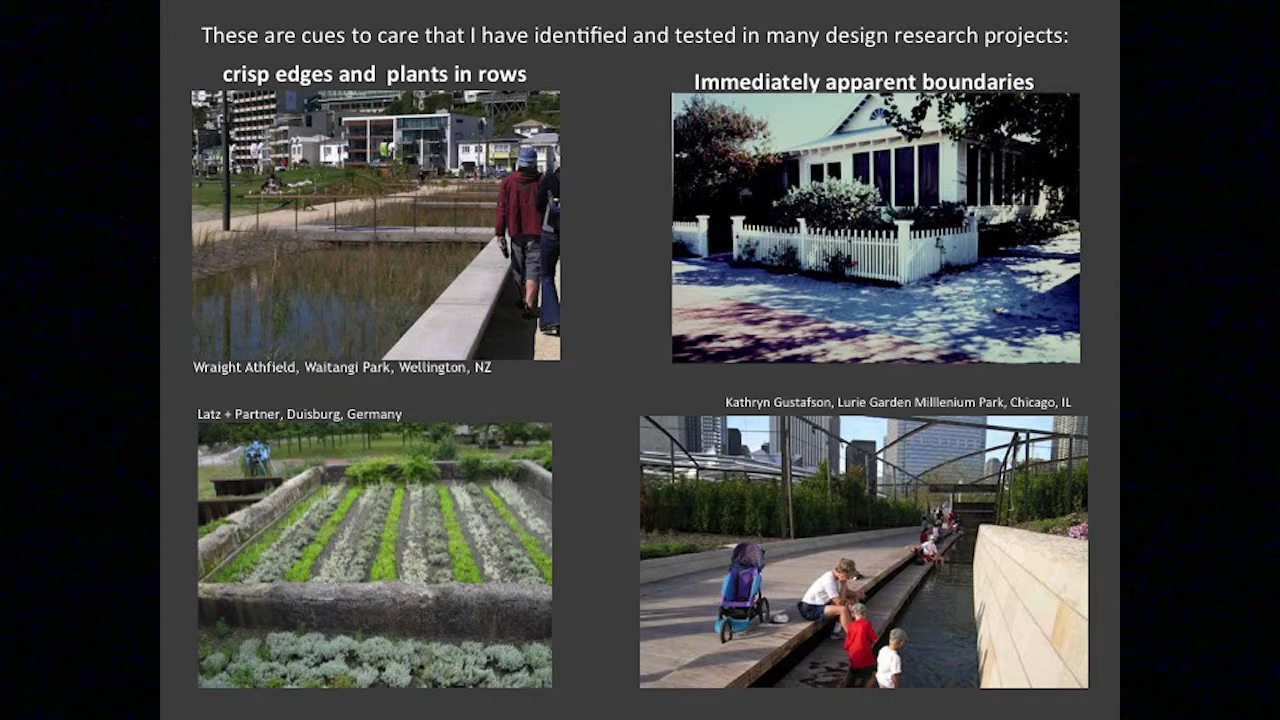 These are cues to care that I have identified and tested in many design research projects:
crisp edges and plants in rows
Immediately apparent boundaries
Wraight Athfield, Waitangi Park, Wellington, NZ
Latz + Partner, Duisburg, Germany
Kathryn Gustafson, Lurie Garden Milllenium Park, Chicago, IL